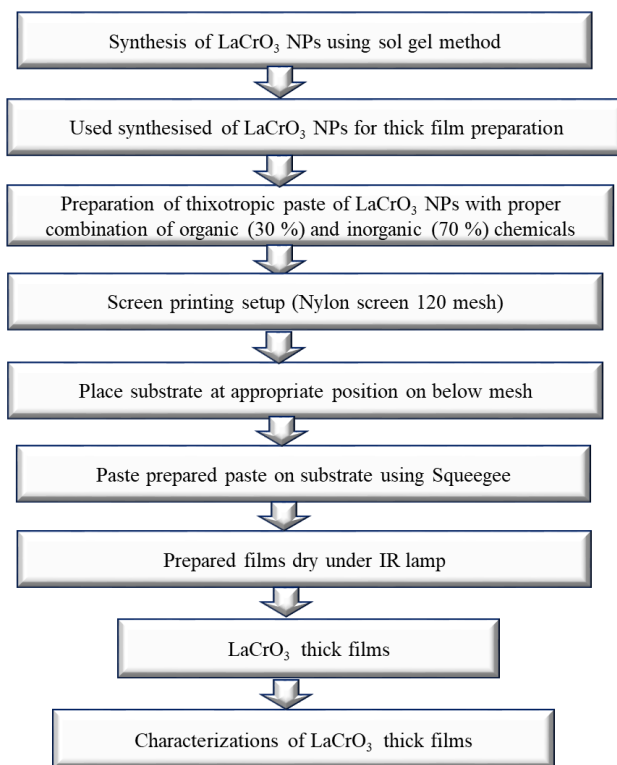 Synthesis of LaCrO₃ NPs using sol gel method
Used synthesised of LaCrO₃ NPs for thick film preparation
Preparation of thixotropic paste of LaCrO₃ NPs with proper
combination of organic (30 %) and inorganic (70 %) chemicals
Screen printing setup (Nylon screen 120 mesh)
Place substrate at appropriate position on below mesh
Paste prepared paste on substrate using Squeegee
Prepared films dry under IR lamp
LaCrO₃ thick films
Characterizations of LaCrO₃ thick films